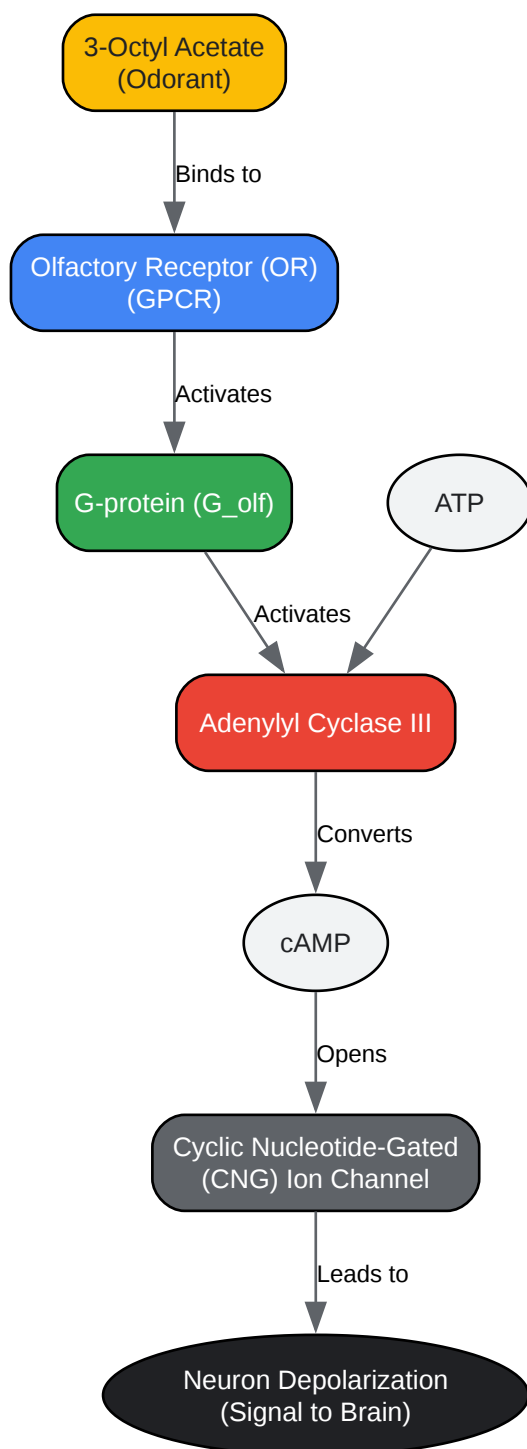 3-Octyl Acetate
(Odorant)
Binds to
Olfactory Receptor (OR)
(GPCR)
Activates
G-protein (G_olf)
ATP
Activates
Adenylyl Cyclase III
Converts
cAMP
Opens
Cyclic Nucleotide-Gated
(CNG) Ion Channel
Leads to
Neuron Depolarization
(Signal to Brain)